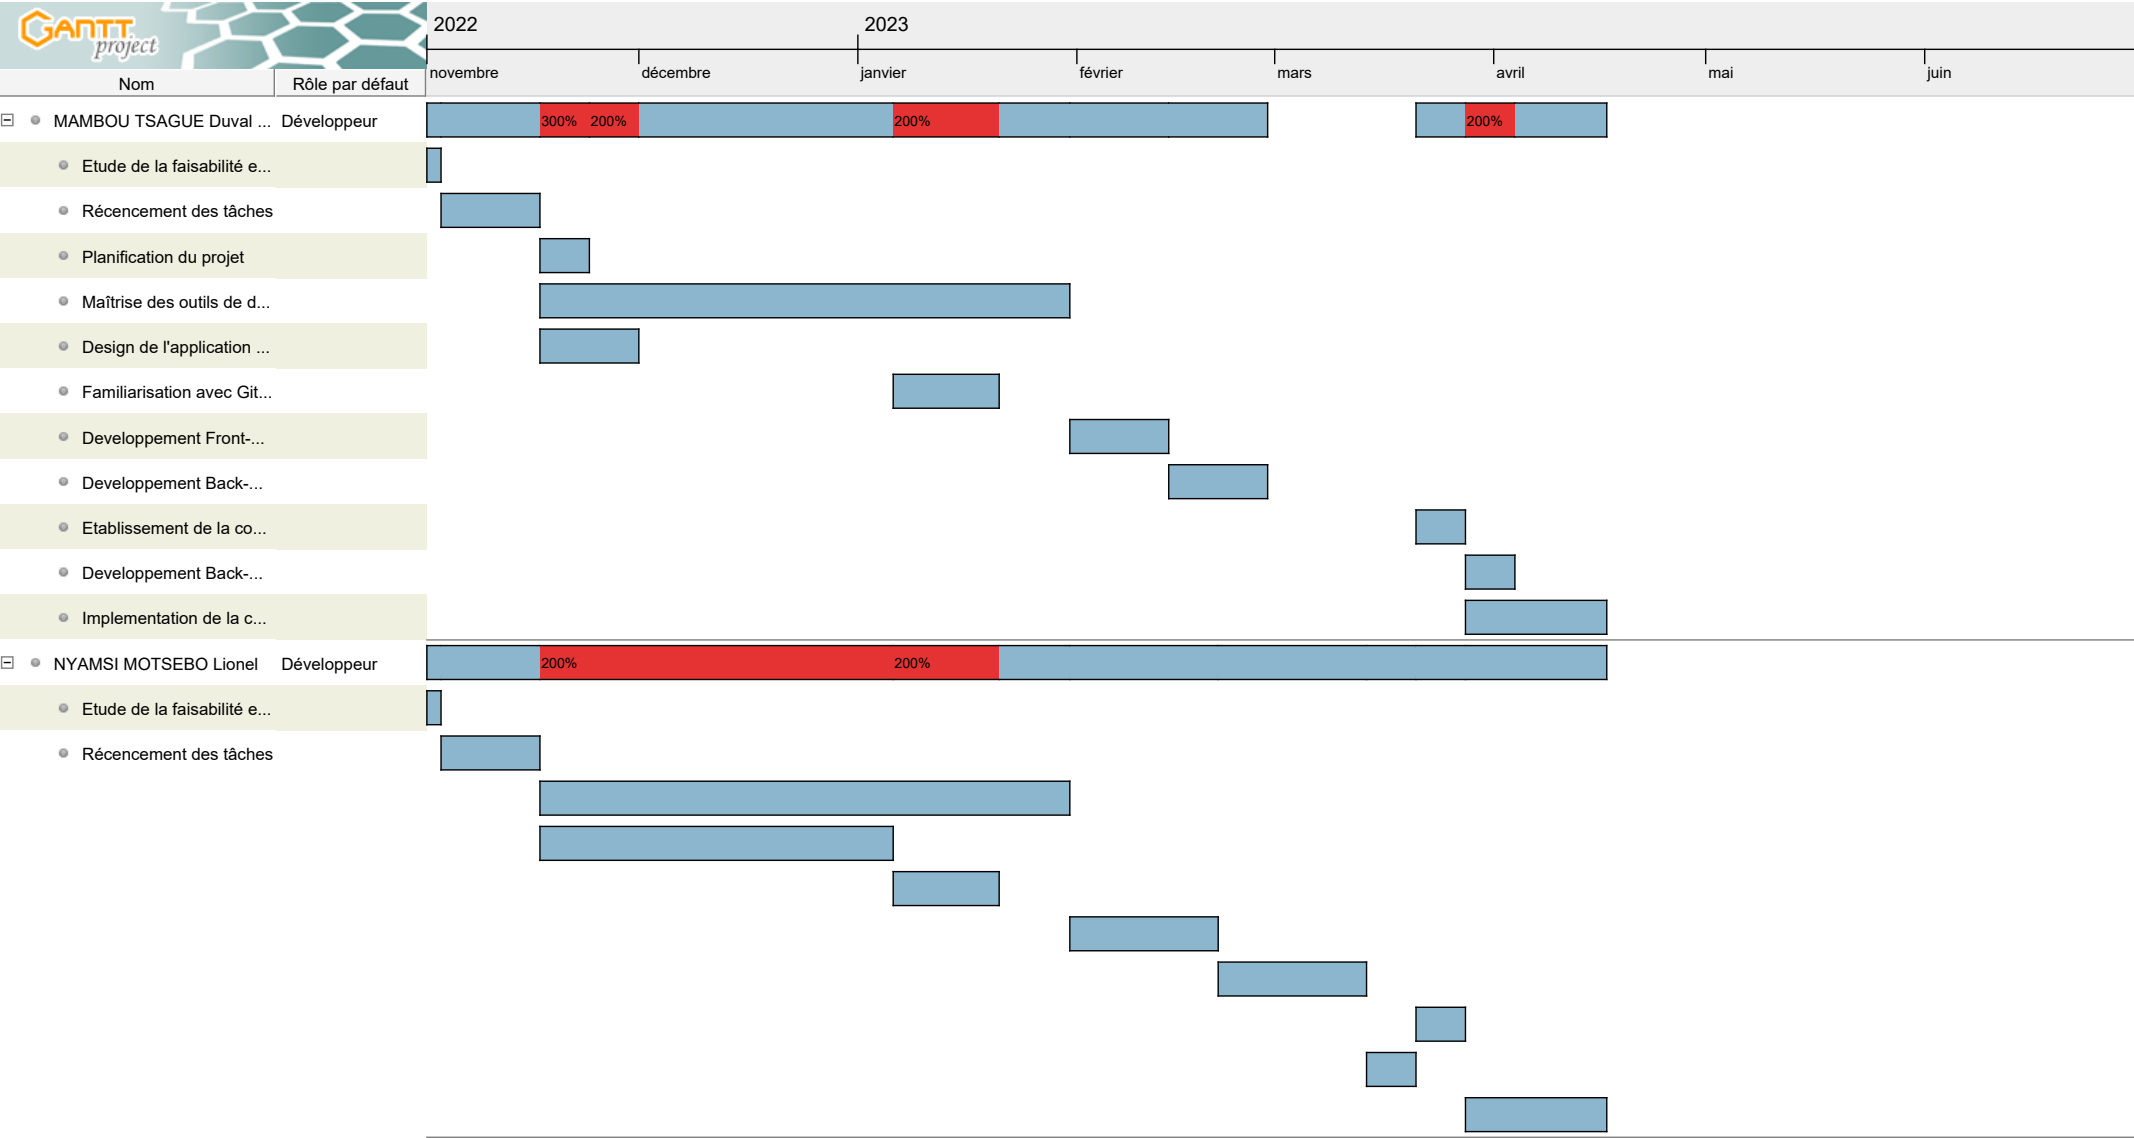 GANTT
project
2022
2023
novembre
décembre
janvier
février
mars
avril
mai
juin
Nom
Rôle par défaut
MAMBOU TSAGUE Duval ... Développeur
300% 200% 200% 200%
Etude de la faisabilité e...
Récencement des tâches
Planification du projet
Maîtrise des outils de d...
Design de l'application ...
Familiarisation avec Git...
Developpement Front-...
Developpement Back-...
Etablissement de la co...
Developpement Back-...
Implementation de la c...
NYAMSI MOTSEBO Lionel Développeur
200% 200%
Etude de la faisabilité e...
Récencement des tâches